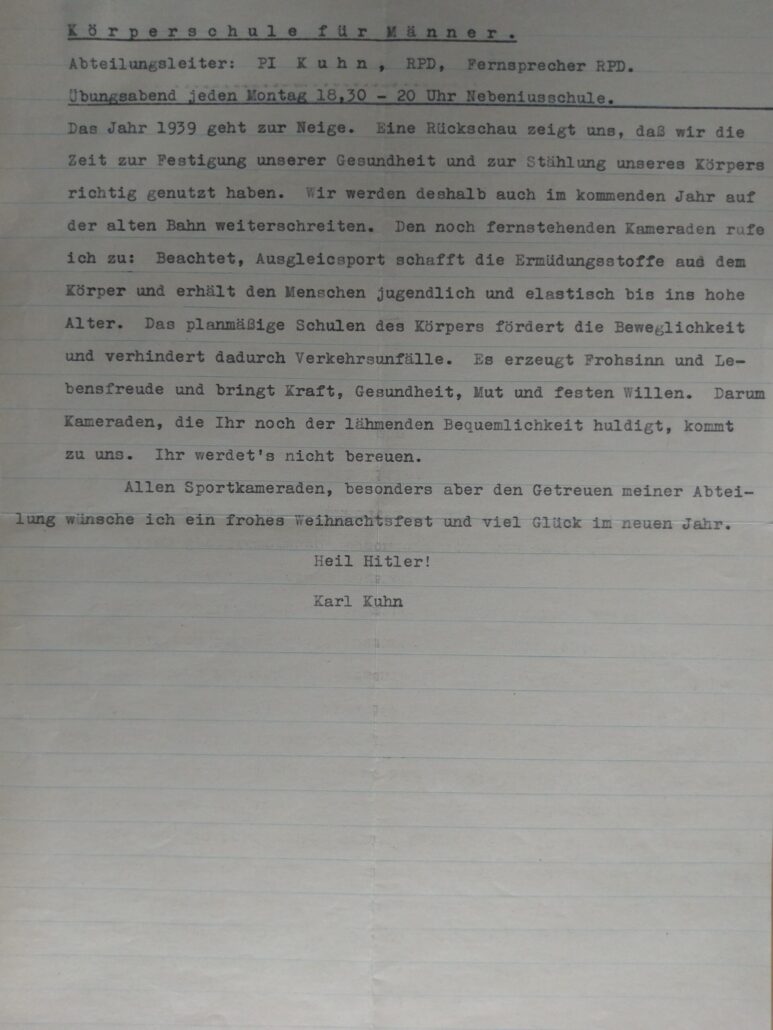 Körperschule für Männer.
Abteilungsleiter: PI Kuhn, RPD, Fernsprecher RPD.
Übungsabend jeden Montag 18,30 - 20 Uhr Nebeniusschule.
Das Jahr 1939 geht zur Neige. Eine Rückschau zeigt uns, daß wir die
Zeit zur Festigung unserer Gesundheit und zur Stählung unseres Körpers
richtig genutzt haben. Wir werden deshalb auch im kommenden Jahr auf
der alten Bahn weiterschreiten. Den noch fernstehenden Kameraden rufe
ich zu: Beachtet, Ausgleicsport schafft die Ermüdungsstoffe aus dem
Körper und erhält den Menschen jugendlich und elastisch bis ins hohe
Alter. Das planmäßige Schulen des Körpers fördert die Beweglichkeit
und verhindert dadurch Verkehrsunfälle. Es erzeugt Frohsinn und Le-
bensfreude und bringt Kraft, Gesundheit, Mut und festen Willen. Darum
Kameraden, die Ihr noch der lähmenden Bequemlichkeit huldigt, kommt
zu uns. Ihr werdet's nicht bereuen.
Allen Sportkameraden, besonders aber den Getreuen meiner Abtei-
lung wünsche ich ein frohes Weihnachtsfest und viel Glück im neuen Jahr.
Heil Hitler!
Karl Kuhn